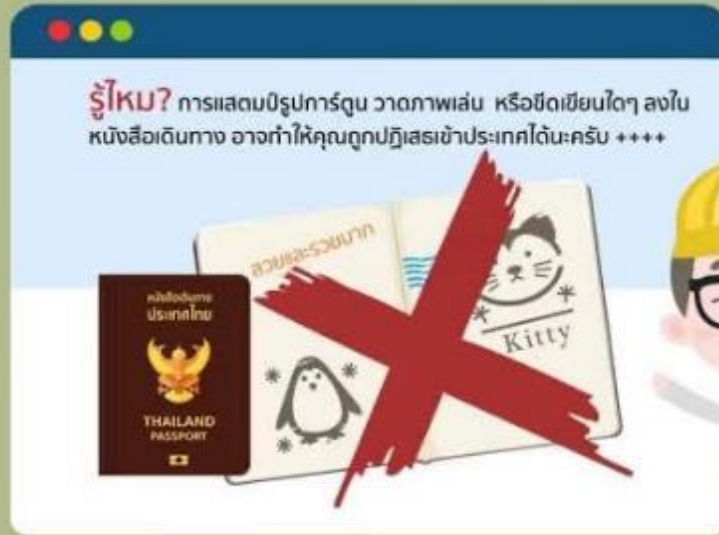 รู้ไหม? การแสตมป์รูปการ์ตูน วาดภาพเล่น หรือขีดเขียนใดๆ ลงใน
หนังสือเดินทาง อาจทำให้คุณถูกปฏิเสธเข้าประเทศได้นะครับ ++++
สวยและรวยมาก
Kitty
หนังสือเดินทาง
ประเทศไทย
THAILAND
PASSPORT